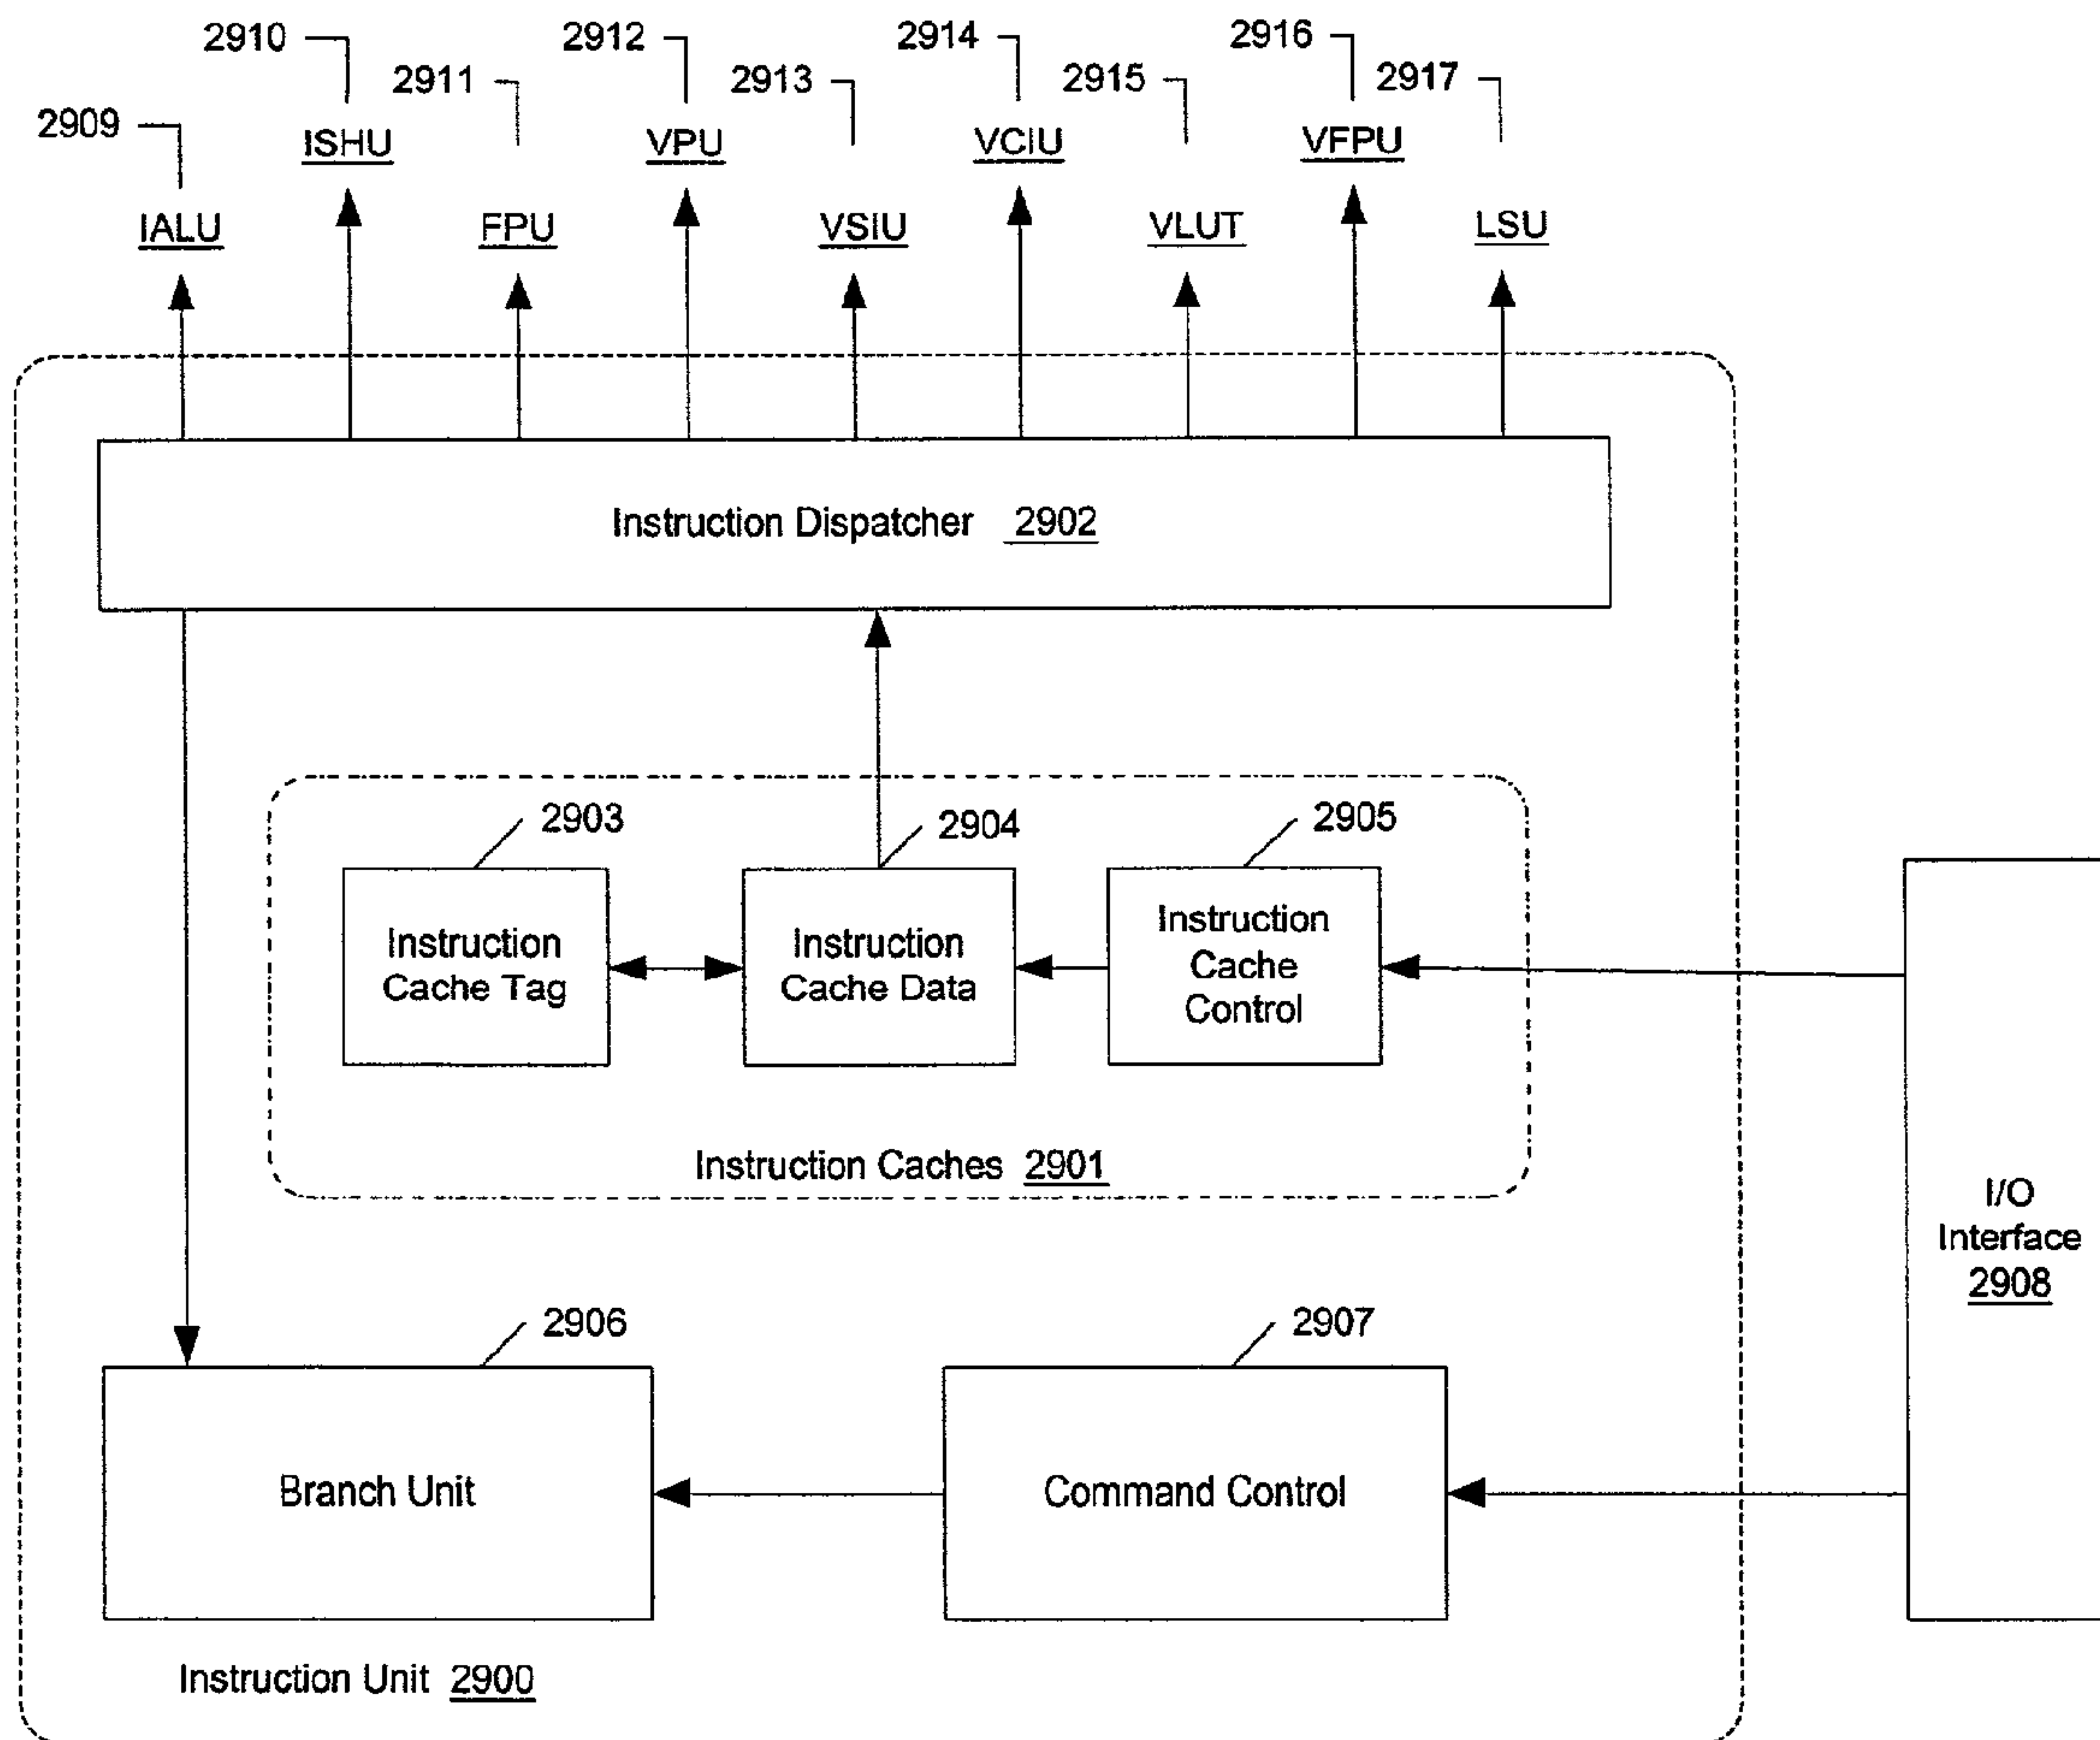 2910
2912
2914
2916
2911
2913
2915
2917
2909
ISHU
VPU
VCIU
VFPU
IALU
FPU
VSIU
VLUT
LSU
Instruction Dispatcher 2902
2903
2904
2905
Instruction
Cache Tag
Instruction
Cache Data
Instruction
Cache
Control
Instruction Caches 2901
I/O
Interface
2908
2906
2907
Branch Unit
Command Control
Instruction Unit 2900